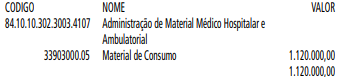 CODIGO NOME VALOR
84.10.10.302.3003.4107 Administração de Material Médico Hospitalar e
Ambulatorial
33903000.05 Material de Consumo 1.120.000,00
1.120.000,00